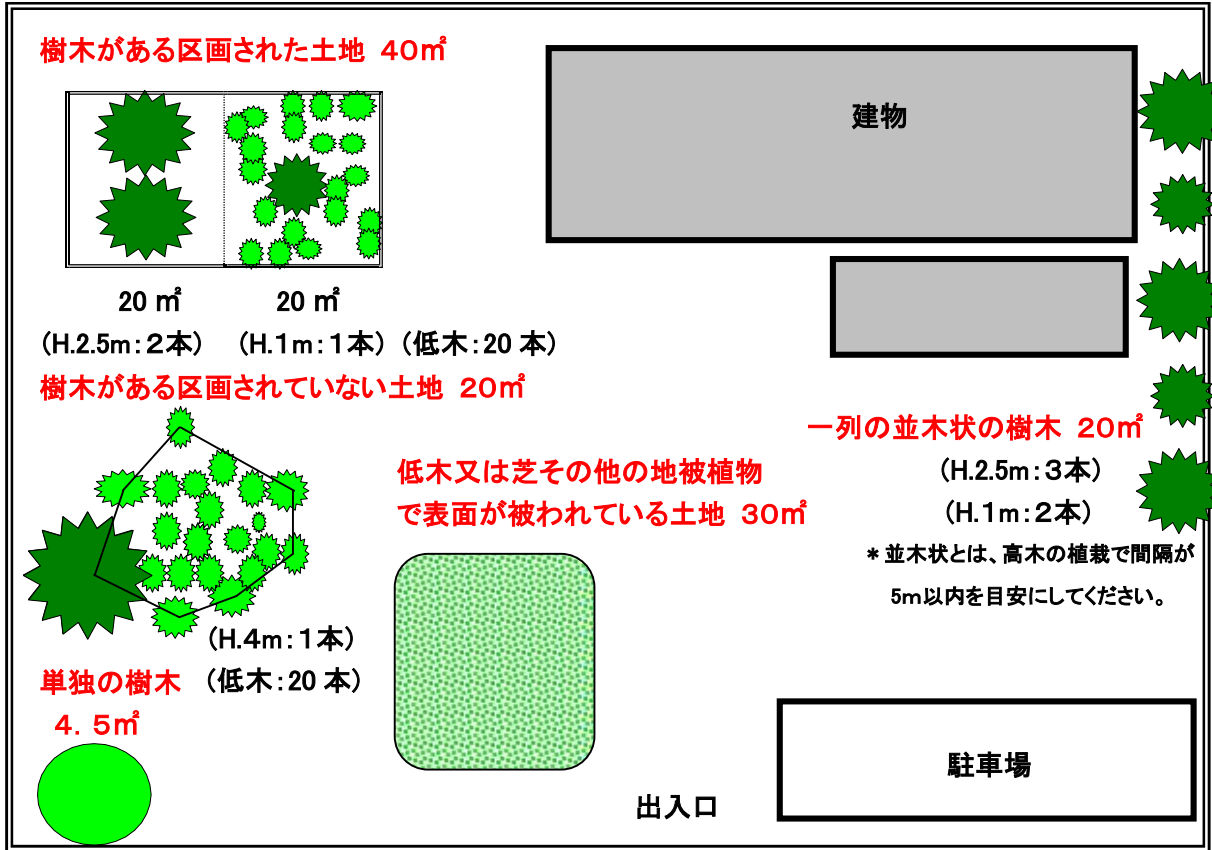 樹木がある区画された土地 40㎡
建物
20 ㎡ 20 ㎡
(H.2.5m:2本) (H.1m:1本) (低木:20 本)
樹木がある区画されていない土地 20㎡
一列の並木状の樹木 20㎡
(H.2.5m:3本)
(H.1m:2本)
*並木状とは、高木の植栽で間隔が
5m以内を目安にしてください。
低木又は芝その他の地被植物
で表面が被われている土地 30㎡
(H.4m:1本)
(低木:20 本)
単独の樹木
4.5㎡
出入口
駐車場